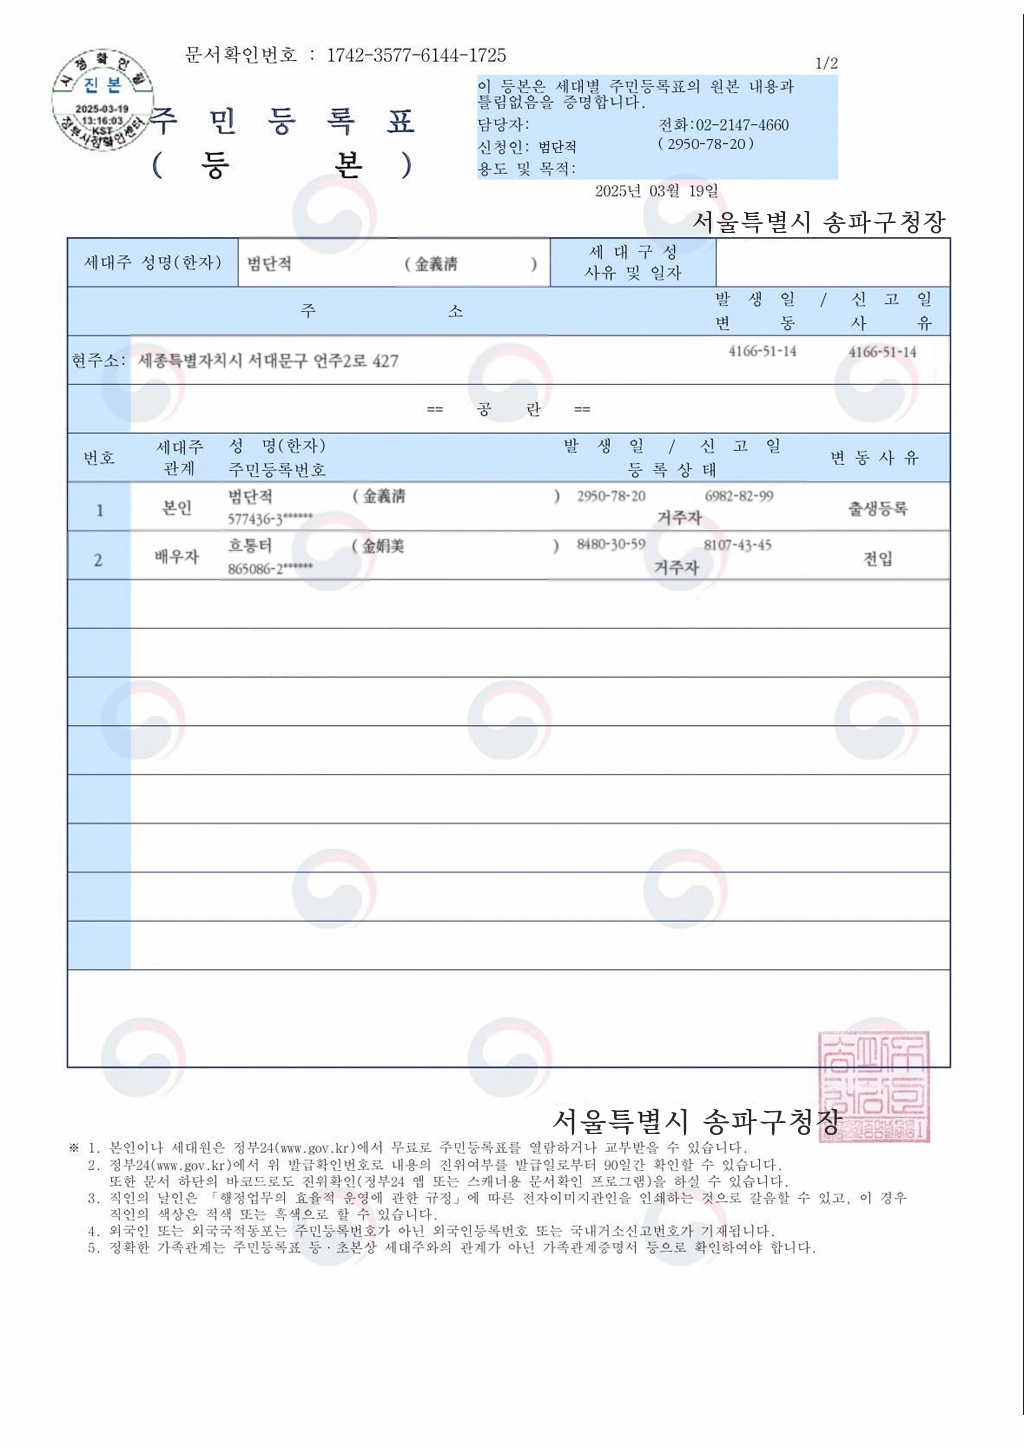 문서확인번호 : 1742-3577-6144-1725
1/2
시점확인필
진본
2025-03-19
13:16:03
KST
정부시점확인센터
주 민 등 록 표
( 등 본 )
이 등본은 세대별 주민등록표의 원본 내용과
틀림없음을 증명합니다.
담당자: 전화:02-2147-4660
신청인: 범단적 ( 2950-78-20 )
용도 및 목적:
2025년 03월 19일
서울특별시 송파구청장
세대주 성명(한자) 범단적 ( 金義淸 ) 세 대 구 성
사유 및 일자
주 소 발 생 일 / 신 고 일
변 동 사 유
현주소: 세종특별자치시 서대문구 언주2로 427 4166-51-14 4166-51-14
== 공 란 ==
번호 세대주 관계 성 명(한자) 주민등록번호 발 생 일 / 신 고 일 등 록 상 태 변 동 사 유
1 본인 범단적 ( 金義淸 ) 2950-78-20 6982-82-99 출생등록
577436-3****** 거주자
2 배우자 흐통터 ( 金娟美 ) 8480-30-59 8107-43-45 전입
865086-2****** 거주자
서울특별시 송파구청장
※ 1. 본인이나 세대원은 정부24(www.gov.kr)에서 무료로 주민등록표를 열람하거나 교부받을 수 있습니다.
2. 정부24(www.gov.kr)에서 위 발급확인번호로 내용의 진위여부를 발급일로부터 90일간 확인할 수 있습니다.
또한 문서 하단의 바코드로도 진위확인(정부24 앱 또는 스캐너용 문서확인 프로그램)을 하실 수 있습니다.
3. 직인의 날인은 「행정업무의 효율적 운영에 관한 규정」에 따른 전자이미지관인을 인쇄하는 것으로 갈음할 수 있고, 이 경우
직인의 색상은 적색 또는 흑색으로 할 수 있습니다.
4. 외국인 또는 외국국적동포는 주민등록번호가 아닌 외국인등록번호 또는 국내거소신고번호가 기재됩니다.
5. 정확한 가족관계는 주민등록표 등·초본상 세대주와의 관계가 아닌 가족관계증명서 등으로 확인하여야 합니다.